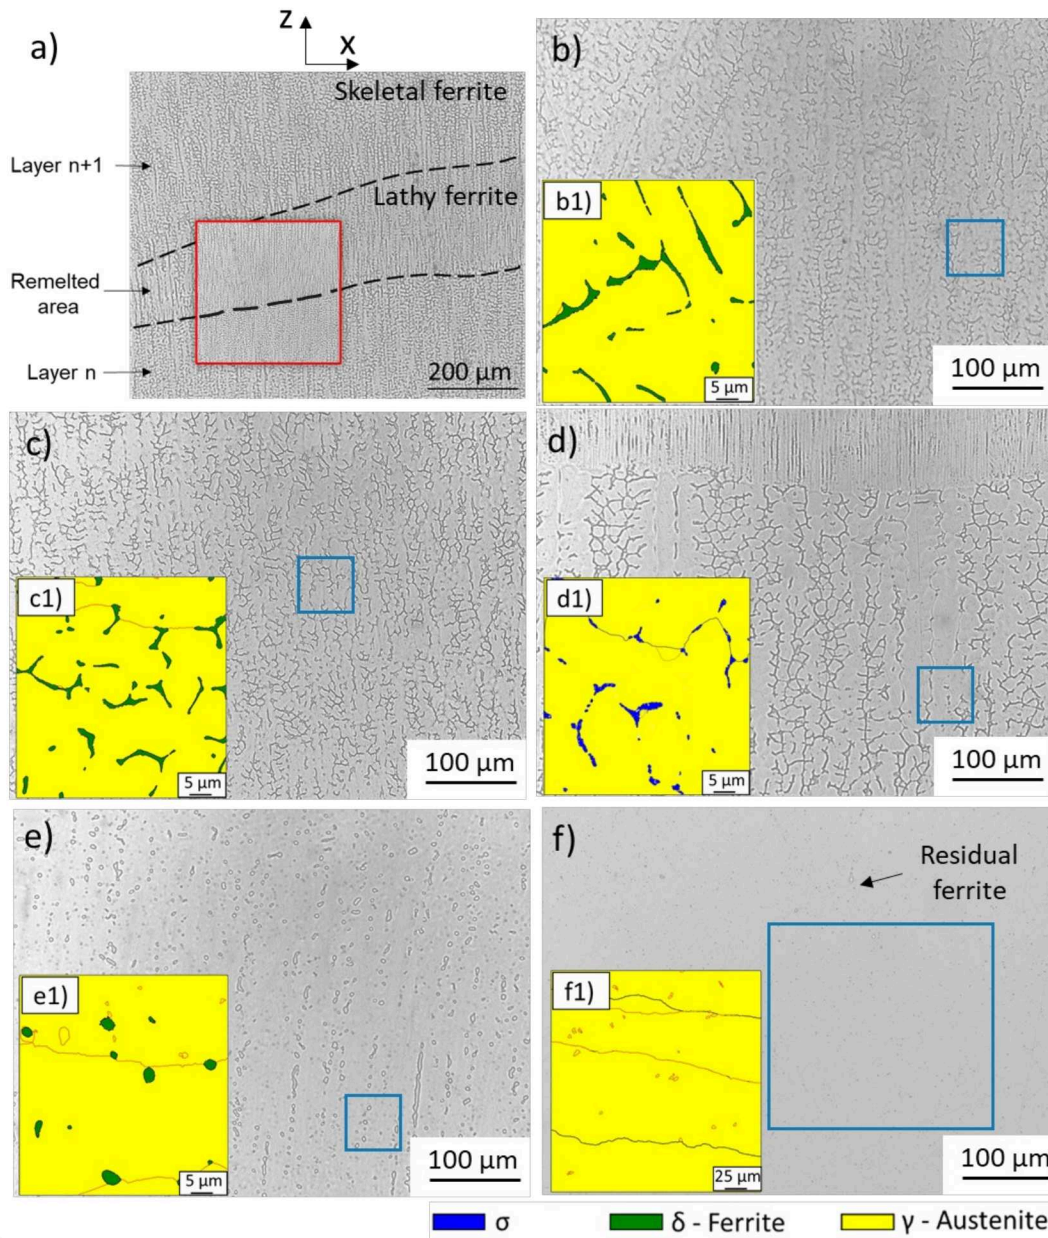 a)
z
x
Skeletal ferrite
Layer n+1
Lathy ferrite
Remelted
area
Layer n
200 µm
b)
b1)
5 µm
100 µm
c)
c1)
5 µm
100 µm
d)
d1)
5 µm
100 µm
e)
e1)
5 µm
100 µm
f)
Residual
ferrite
f1)
25 µm
100 µm
σ
δ - Ferrite
γ - Austenite